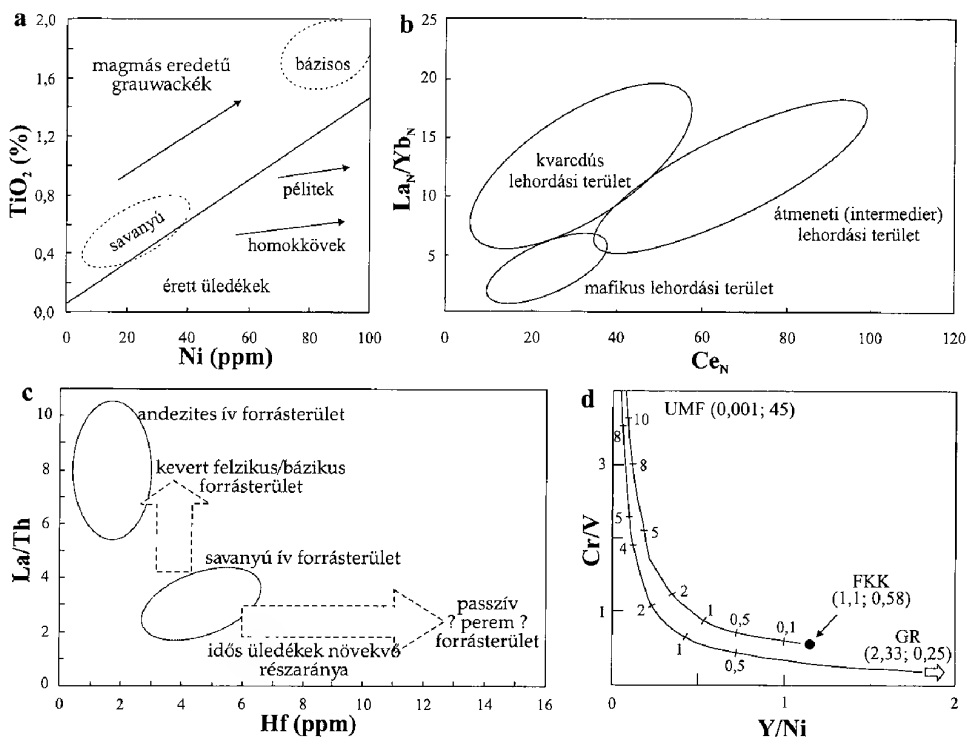 a
2,0
1,6
1,2
0,8
0,4
0,0
TiO₂ (%)
magmás eredetű
grauwackék
bázisos
pélitek
savanyú
homokkövek
érett üledékek
0
20
40
60
80
100
Ni (ppm)
b
25
20
15
10
5
La_N/Yb_N
kvarcdús
lehordási terület
átmeneti (intermedier)
lehordási terület
mafikus lehordási terület
0
20
40
60
80
100
120
Ce_N
c
10
8
6
4
2
0
La/Th
andezites ív forrásterület
kevert felzikus/bázikus
forrásterület
savanyú ív forrásterület
passzív
? perem ?
forrásterület
idős üledékek növekvő
részaránya
0
2
4
6
8
10
12
14
16
Hf (ppm)
d
UMF (0,001; 45)
3
1
Cr/V
8
5
4
2
1
0,5
10
8
5
2
1
0,5
0,1
FKK
(1,1; 0,58)
GR
(2,33; 0,25)
0
1
2
Y/Ni